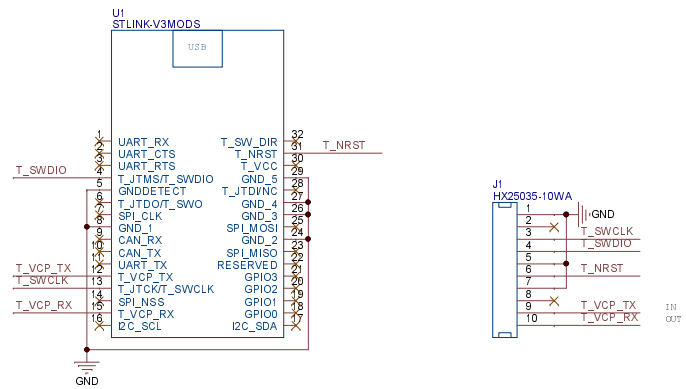 U1
STLINK-V3MODS
USB
1 UART_RX T_SW_DIR 32
2 UART_CTS T_NRST 31 T_NRST
3 UART_RTS T_VCC 30
T_SWDIO 4 T_JTMS/T_SWDIO GND_5 29
5 GNDDETECT T_JTDI/NC 28
6 T_JTDO/T_SWO GND_4 27
7 SPI_CLK GND_3 26
8 GND_1 SPI_MOSI 25
9 CAN_RX GND_2 24
10 CAN_TX SPI_MISO 23
11 UART_TX RESERVED 22
T_VCP_TX 12 T_VCP_TX GPIO3 21
T_SWCLK 13 T_JTCK/T_SWCLK GPIO2 20
14 SPI_NSS GPIO1 19
T_VCP_RX 15 T_VCP_RX GPIO0 18
16 I2C_SCL I2C_SDA 17
GND
J1
HX25035-10WA
1 GND
2
3 T_SWCLK
4 T_SWDIO
5
6 T_NRST
7
8
9 T_VCP_TX IN
10 T_VCP_RX OUT